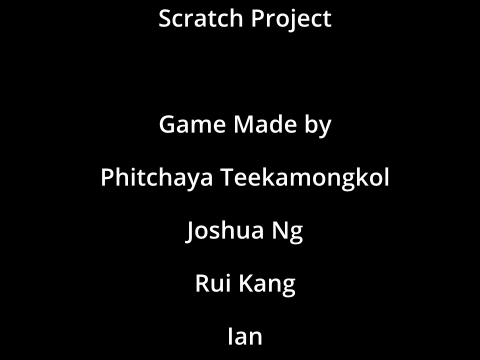 Scratch Project
Game Made by
Phitchaya Teekamongkol
Joshua Ng
Rui Kang
Ian